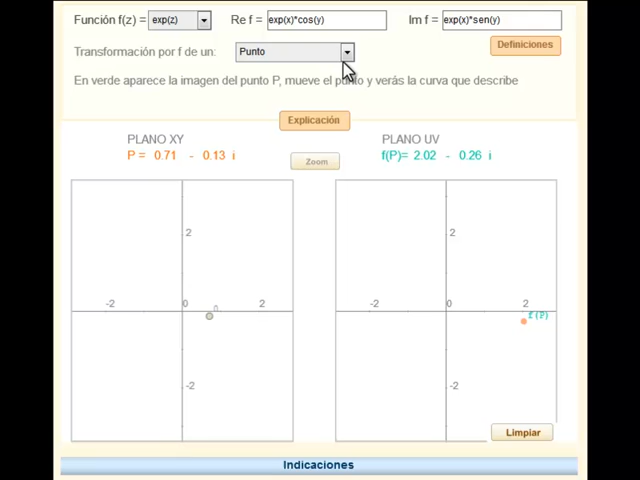 Función f(z) = exp(z) Re f = exp(x)*cos(y) Im f = exp(x)*sen(y)
Transformación por f de un: Punto Definiciones
En verde aparece la imagen del punto P, mueve el punto y verás la curva que describe
Explicación
PLANO XY PLANO UV
P = 0.71 - 0.13 i Zoom f(P)= 2.02 - 0.26 i
2 2
-2 0 2 -2 0 2
f(P)
-2 -2
Limpiar
Indicaciones